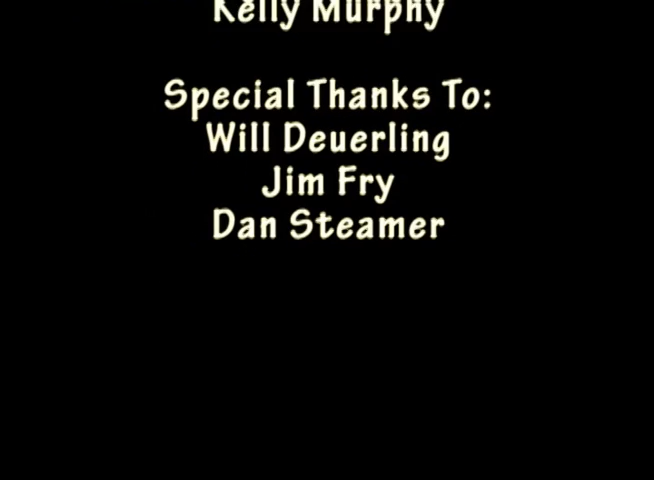 Kelly Murphy
Special Thanks To:
Will Deuerling
Jim Fry
Dan Steamer